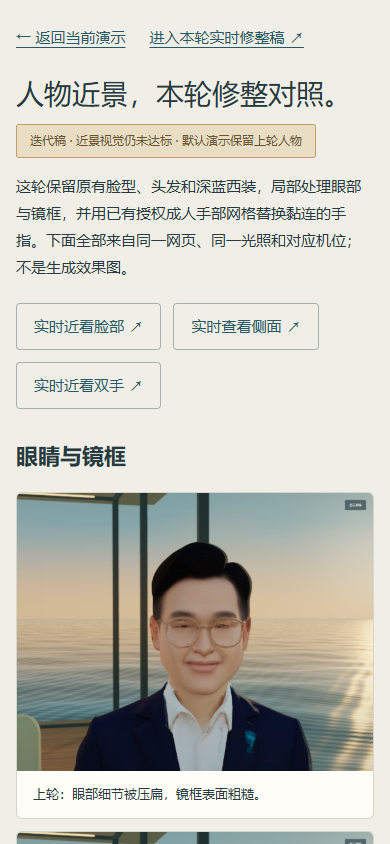 ← 返回当前演示 进入本轮实时修整稿 ↗
人物近景，本轮修整对照。
迭代稿 · 近景视觉仍未达标 · 默认演示保留上轮人物
这轮保留原有脸型、头发和深蓝西装，局部处理眼部
与镜框，并用已有授权成人手部网格替换黏连的手
指。下面全部来自同一网页、同一光照和对应机位；
不是生成效果图。
实时近看脸部 ↗ 实时查看侧面 ↗
实时近看双手 ↗
眼睛与镜框
上轮：眼部细节被压扁，镜框表面粗糙。